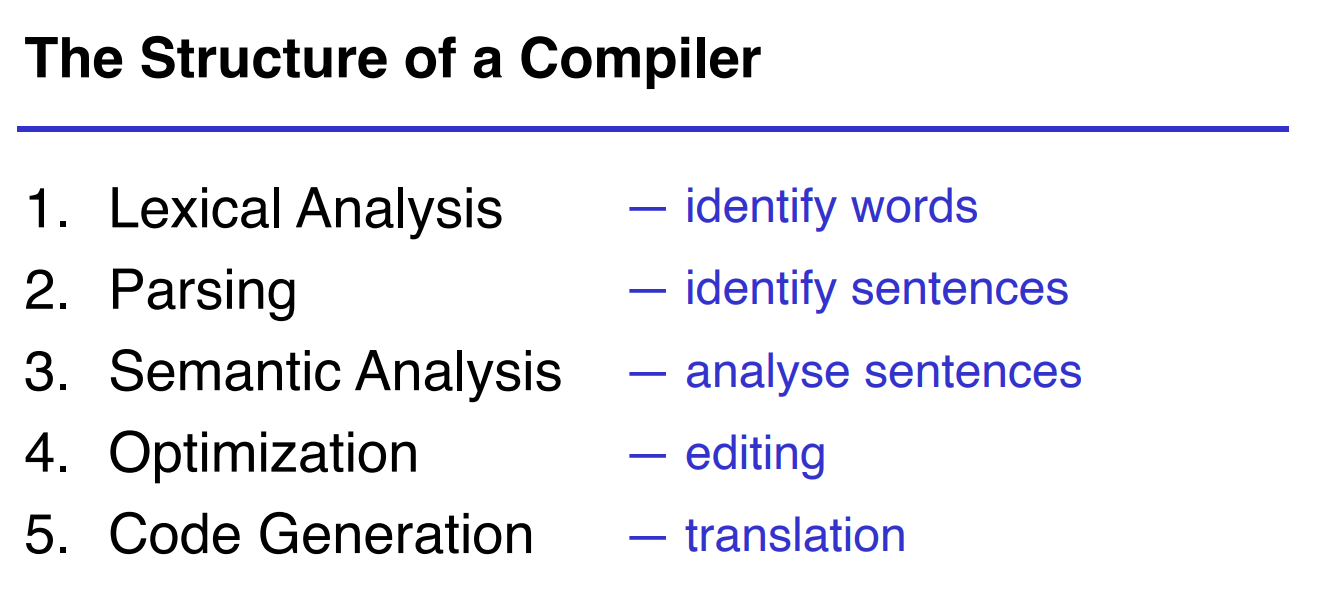 The Structure of a Compiler
1. Lexical Analysis — identify words
2. Parsing — identify sentences
3. Semantic Analysis — analyse sentences
4. Optimization — editing
5. Code Generation — translation